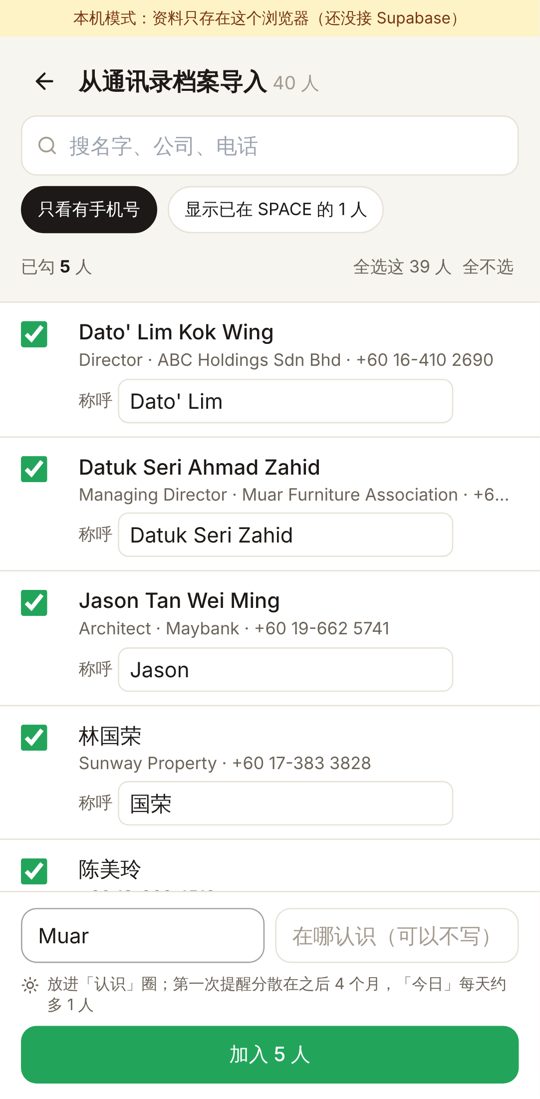 本机模式：资料只存在这个浏览器（还没接 Supabase）
从通讯录档案导入 40 人
搜名字、公司、电话
只看有手机号
显示已在 SPACE 的 1 人
已勾 5 人
全选这 39 人 全不选
Dato' Lim Kok Wing
Director · ABC Holdings Sdn Bhd · +60 16-410 2690
称呼 Dato' Lim
Datuk Seri Ahmad Zahid
Managing Director · Muar Furniture Association · +6…
称呼 Datuk Seri Zahid
Jason Tan Wei Ming
Architect · Maybank · +60 19-662 5741
称呼 Jason
林国荣
Sunway Property · +60 17-383 3828
称呼 国荣
陈美玲
Muar
在哪认识（可以不写）
放进「认识」圈；第一次提醒分散在之后 4 个月，「今日」每天约
多 1 人
加入 5 人